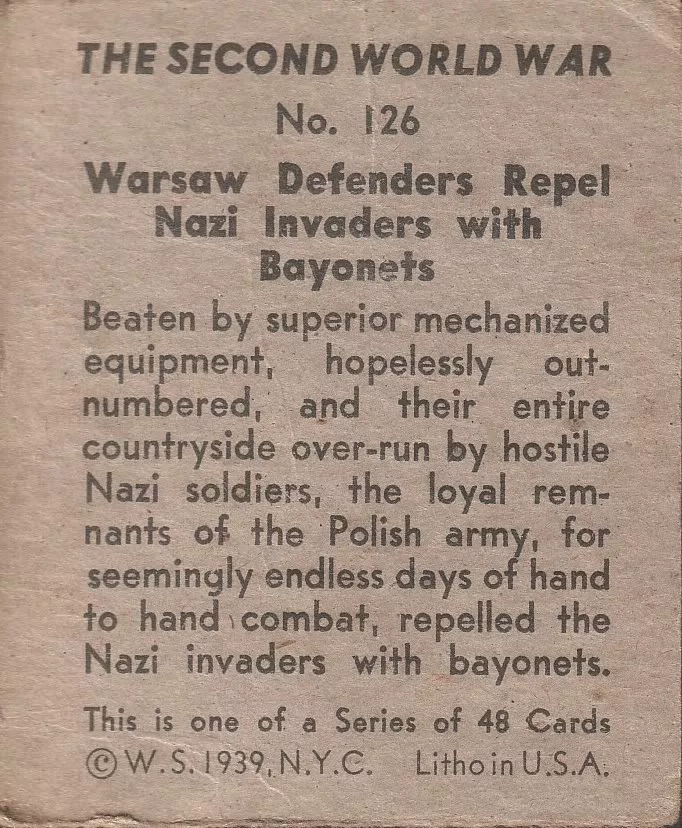 THE SECOND WORLD WAR
No. 126
Warsaw Defenders Repel
Nazi Invaders with
Bayonets
Beaten by superior mechanized
equipment, hopelessly out-
numbered, and their entire
countryside over-run by hostile
Nazi soldiers, the loyal rem-
nants of the Polish army, for
seemingly endless days of hand
to hand combat, repelled the
Nazi invaders with bayonets.
This is one of a Series of 48 Cards
©W.S. 1939, N.Y.C. Litho in U.S.A.